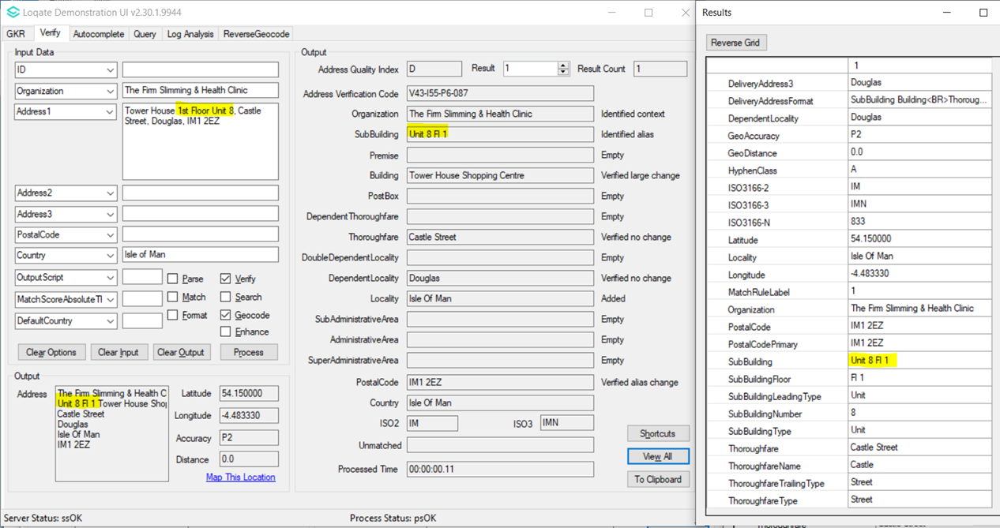 Loqate Demonstration UI v2.30.1.9944
GKR Verify Autocomplete Query Log Analysis ReverseGeocode
Input Data
ID
Organization The Firm Slimming & Health Clinic
Address1 Tower House 1st Floor Unit 8, Castle
Street, Douglas, IM1 2EZ
Address2
Address3
PostalCode
Country Isle of Man
OutputScript Parse Verify
MatchScoreAbsoluteTl Match Search
DefaultCountry Format Geocode
Enhance
Clear Options Clear Input Clear Output Process
Output
Address The Firm Slimming & Health C
Unit 8 Fl 1 Tower House Shop
Castle Street
Douglas
Isle Of Man
IM1 2EZ
Latitude 54.150000
Longitude -4.483330
Accuracy P2
Distance 0.0
Map This Location
Output
Address Quality Index D Result 1 Result Count 1
Address Verification Code V43-I55-P6-087
Organization The Firm Slimming & Health Clinic Identified context
SubBuilding Unit 8 Fl 1 Identified alias
Premise Empty
Building Tower House Shopping Centre Verified large change
PostBox Empty
DependentThoroughfare Empty
Thoroughfare Castle Street Verified no change
DoubleDependentLocality Empty
DependentLocality Douglas Verified no change
Locality Isle Of Man Added
SubAdministrativeArea Empty
AdministrativeArea Empty
SuperAdministrativeArea Empty
PostalCode IM1 2EZ Verified alias change
Country Isle Of Man
ISO2 IM ISO3 IMN
Unmatched
Processed Time 00:00:00.11
Shortcuts
View All
To Clipboard
Server Status: ssOK Process Status: psOK
Results
Reverse Grid
1
DeliveryAddress3 Douglas
DeliveryAddressFormat SubBuilding Building<BR>Thoroug...
DependentLocality Douglas
GeoAccuracy P2
GeoDistance 0.0
HyphenClass A
ISO3166-2 IM
ISO3166-3 IMN
ISO3166-N 833
Latitude 54.150000
Locality Isle Of Man
Longitude -4.483330
MatchRuleLabel 1
Organization The Firm Slimming & Health Clinic
PostalCode IM1 2EZ
PostalCodePrimary IM1 2EZ
SubBuilding Unit 8 Fl 1
SubBuildingFloor Fl 1
SubBuildingLeadingType Unit
SubBuildingNumber 8
SubBuildingType Unit
Thoroughfare Castle Street
ThoroughfareName Castle
ThoroughfareTrailingType Street
ThoroughfareType Street